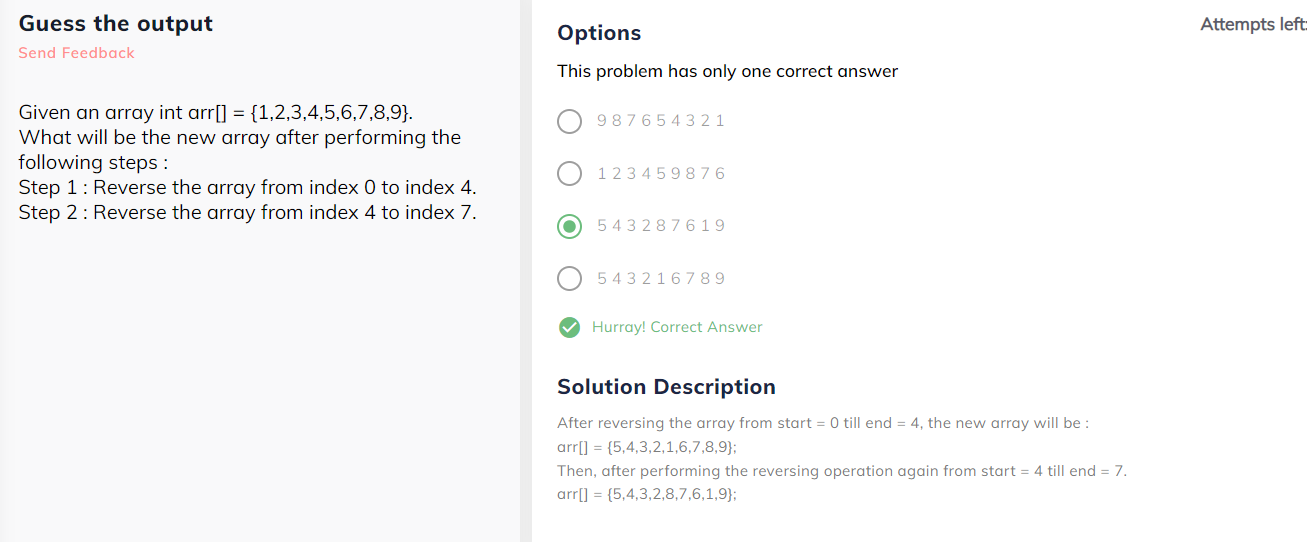 Guess the output
Send Feedback
Given an array int arr[] = {1,2,3,4,5,6,7,8,9}.
What will be the new array after performing the
following steps :
Step 1 : Reverse the array from index 0 to index 4.
Step 2 : Reverse the array from index 4 to index 7.
Attempts left:
Options
This problem has only one correct answer
9 8 7 6 5 4 3 2 1
1 2 3 4 5 9 8 7 6
5 4 3 2 8 7 6 1 9
5 4 3 2 1 6 7 8 9
Hurray! Correct Answer
Solution Description
After reversing the array from start = 0 till end = 4, the new array will be :
arr[] = {5,4,3,2,1,6,7,8,9};
Then, after performing the reversing operation again from start = 4 till end = 7.
arr[] = {5,4,3,2,8,7,6,1,9};